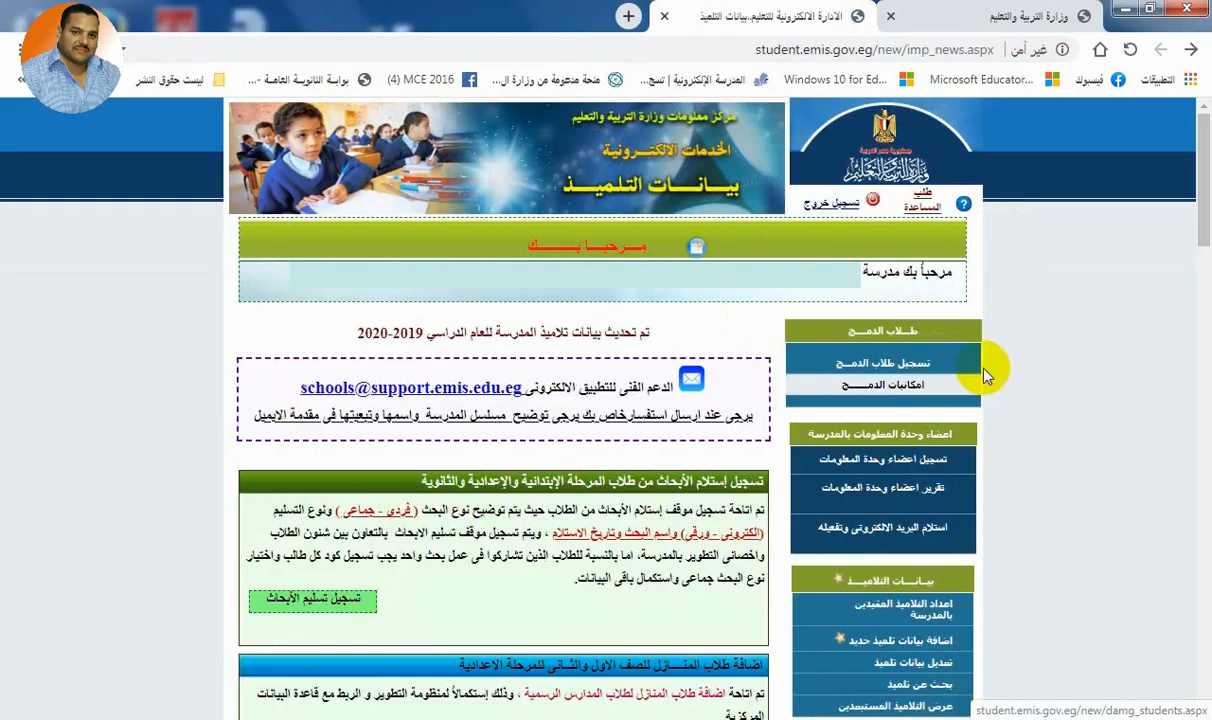 وزارة التربية والتعليم
الادارة الالكترونية للتعليم..بيانات التلميذ
غير آمن
student.emis.gov.eg/new/imp_news.aspx
التطبيقات
فيسبوك
Microsoft Educator...
Windows 10 for Ed...
المدرسة الإلكترونية | تسج...
منحة مدعومة من وزارة ال...
(4) MCE 2016
بوابة الثانوية العامة -...
ليست حقوق النشر
جمهورية مصر العربية
وزارة التربية والتعليم
مركز معلومات وزارة التربية والتعليم
الخدمات الالكترونية
بيانات التلميذ
طلب المساعدة
تسجيل خروج
مرحبا بك
مرحباً بك مدرسة
تم تحديث بيانات تلاميذ المدرسة للعام الدراسي 2019-2020
الدعم الفنى للتطبيق الالكترونى schools@support.emis.edu.eg
يرجى عند ارسال استفسارخاص بك يرجى توضيح مسلسل المدرسة واسمها وتبعيتها فى مقدمة الايميل
طلاب الدمج
تسجيل طلاب الدمج
امكانيات الدمج
اعضاء وحدة المعلومات بالمدرسة
تسجيل اعضاء وحدة المعلومات
تقرير اعضاء وحدة المعلومات
استلام البريد الالكترونى وتفعيله
بيانات التلاميذ
اعداد التلاميذ المقيدين
بالمدرسة
اضافة بيانات تلميذ جديد
تعديل بيانات تلميذ
بحث عن تلميذ
عرض التلاميذ المستبعدين
تسجيل إستلام الأبحاث من طلاب المرحلة الإبتدائية والإعدادية والثانوية
تم اتاحة تسجيل موقف إستلام الأبحاث من الطلاب حيث يتم توضيح نوع البحث ( فردى - جماعى ) ونوع التسليم
(إلكترونى - ورقى) واسم البحث وتاريخ الاستلام ، ويتم تسجيل موقف تسليم الابحاث بالتعاون بين شئون الطلاب
واخصائى التطوير بالمدرسة، اما بالنسبة للطلاب الذين تشاركوا فى عمل بحث واحد يجب تسجيل كود كل طالب واختيار
نوع البحث جماعى واستكمال باقى البيانات.
تسجيل تسليم الأبحاث
اضافة طلاب المنازل للصف الاول والثانى للمرحلة الاعدادية
تم اتاحة اضافة طلاب المنازل لطلاب المدارس الرسمية ، وذلك إستكمالاً لمنظومة التطوير و الربط مع قاعدة البيانات
المركزية
student.emis.gov.eg/new/damg_students.aspx